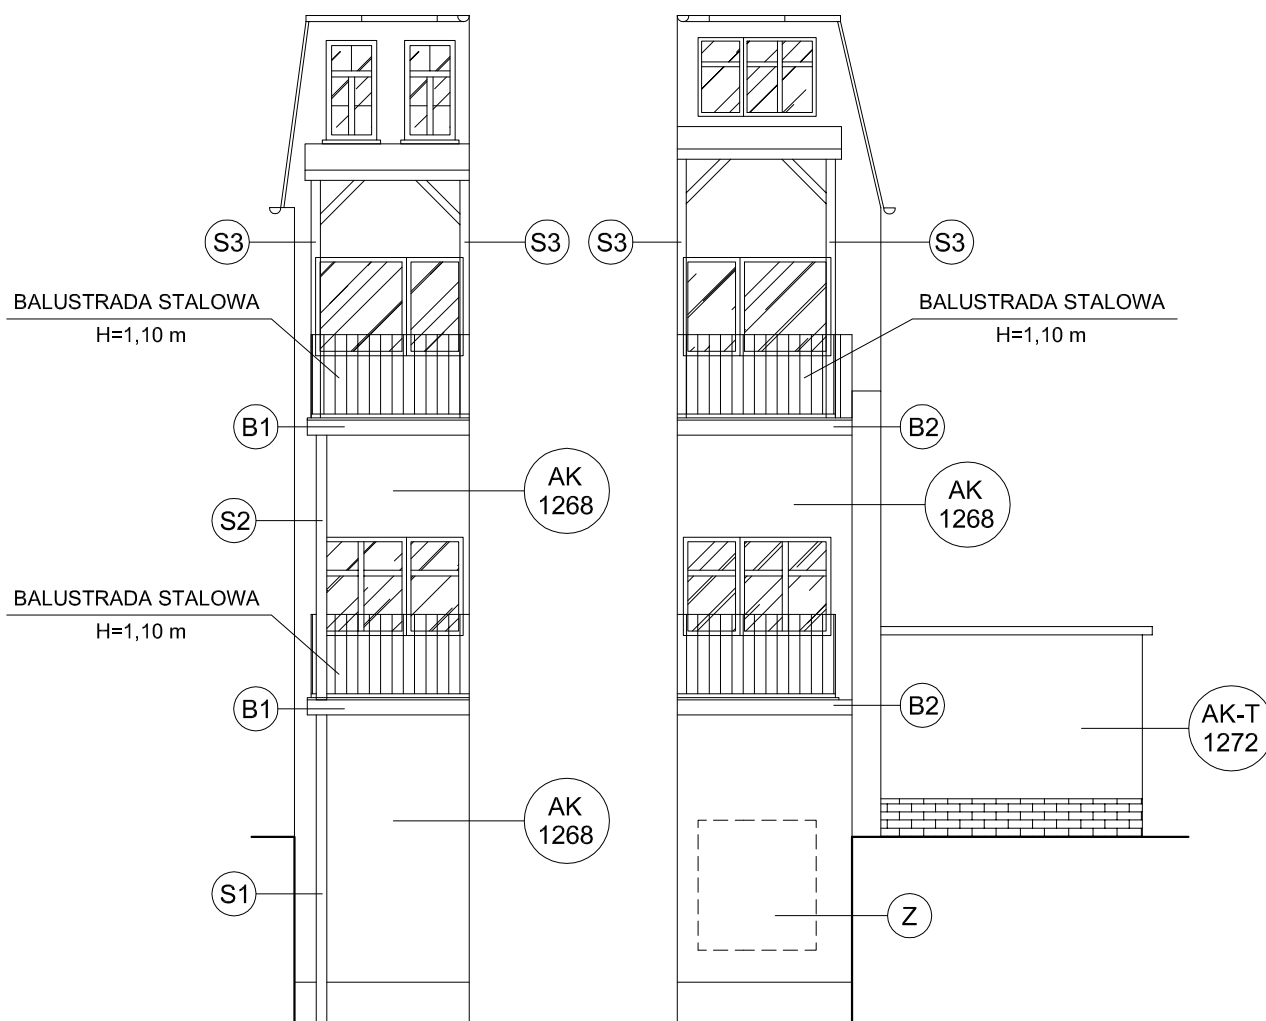 S3
S3
S3
S3
BALUSTRADA STALOWA
H=1,10 m
BALUSTRADA STALOWA
H=1,10 m
B1
B2
AK
1268
AK
1268
S2
BALUSTRADA STALOWA
H=1,10 m
B1
B2
AK-T
1272
AK
1268
S1
Z